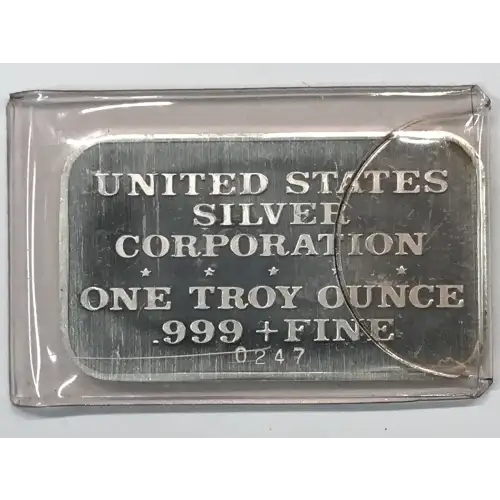 UNITED STATES
SILVER
CORPORATION
★ ★ ★ ★ ★
ONE TROY OUNCE
.999 + FINE
0247